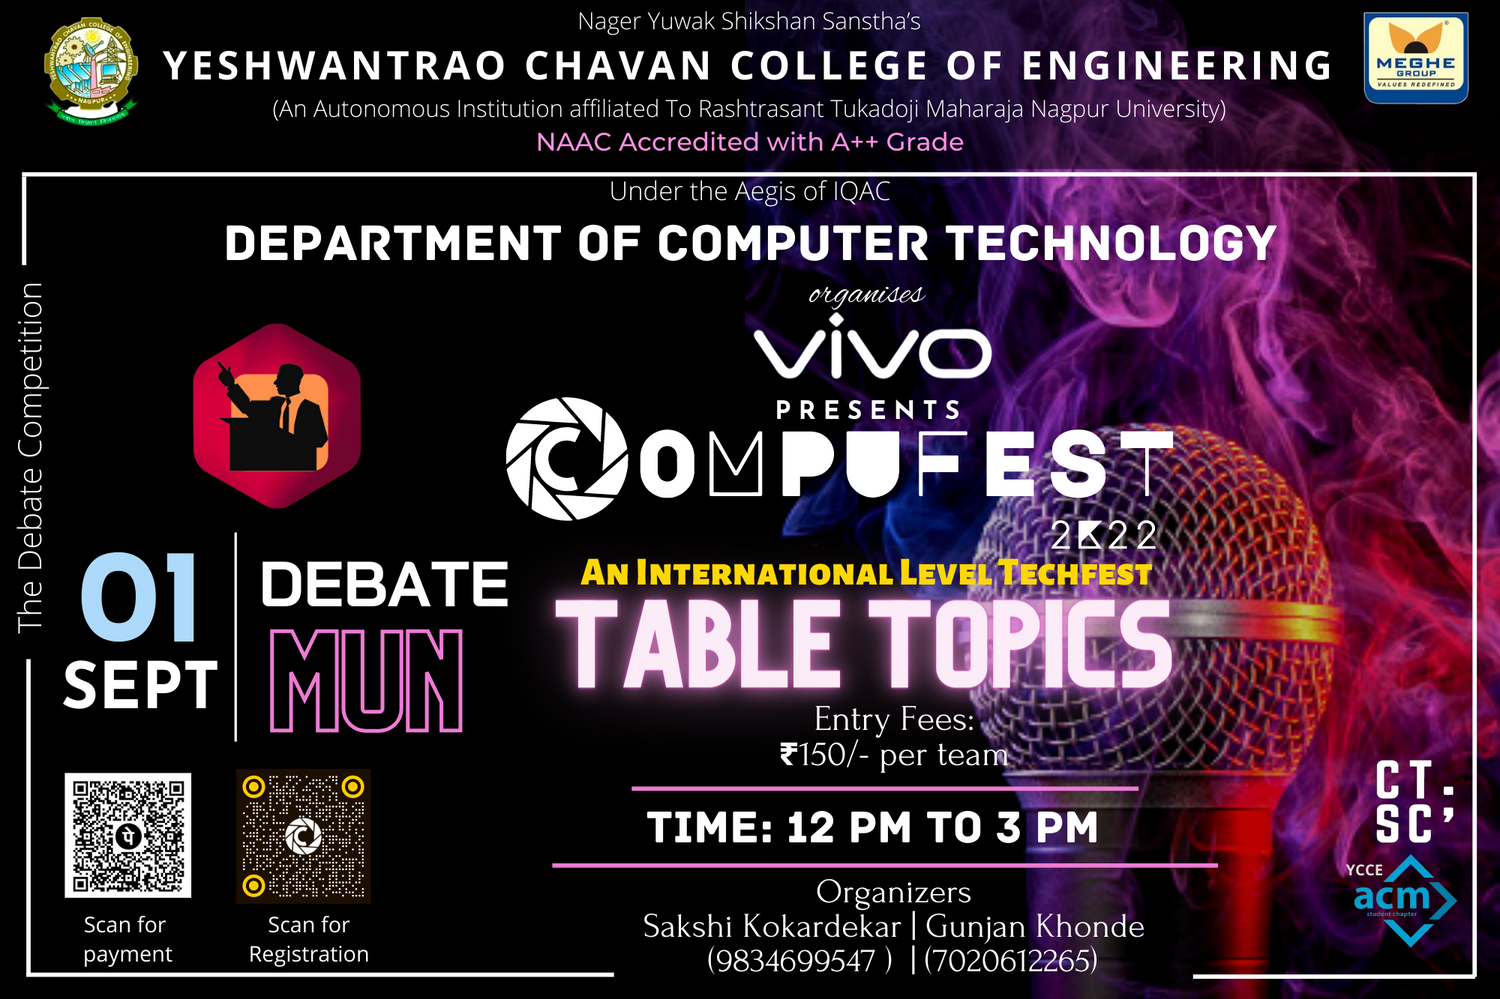 Nager Yuwak Shikshan Sanstha's
YESHWANTRAO CHAVAN COLLEGE OF ENGINEERING
(An Autonomous Institution affiliated To Rashtrasant Tukadoji Maharaja Nagpur University)
NAAC Accredited with A++ Grade
MEGHE
GROUP
VALUES REDEFINED
Under the Aegis of IQAC
DEPARTMENT OF COMPUTER TECHNOLOGY
organises
vivo
PRESENTS
COMPUFEST
2K22
An International Level Techfest
TABLE TOPICS
The Debate Competition
01
SEPT
DEBATE
MUN
Entry Fees:
₹150/- per team
TIME: 12 PM TO 3 PM
Organizers
Sakshi Kokardekar | Gunjan Khonde
(9834699547 ) | (7020612265)
पे
C
Scan for
payment
Scan for
Registration
CT.
SC,
YCCE
acm
student chapter